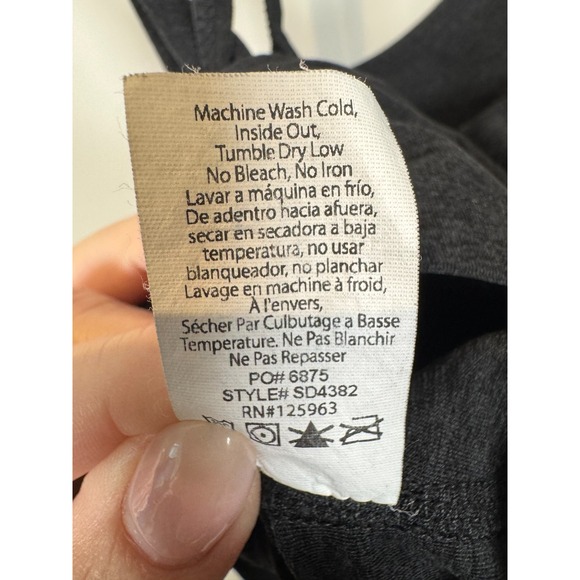 Machine Wash Cold,
Inside Out,
Tumble Dry Low
No Bleach, No Iron
Lavar a máquina en frío,
De adentro hacia afuera,
secar en secadora a baja
temperatura, no usar
blanqueador, no planchar
Lavage en machine à froid,
À l'envers,
Sécher Par Culbutage a Basse
Temperature. Ne Pas Blanchir
Ne Pas Repasser
PO# 6875
STYLE# SD4382
RN#125963